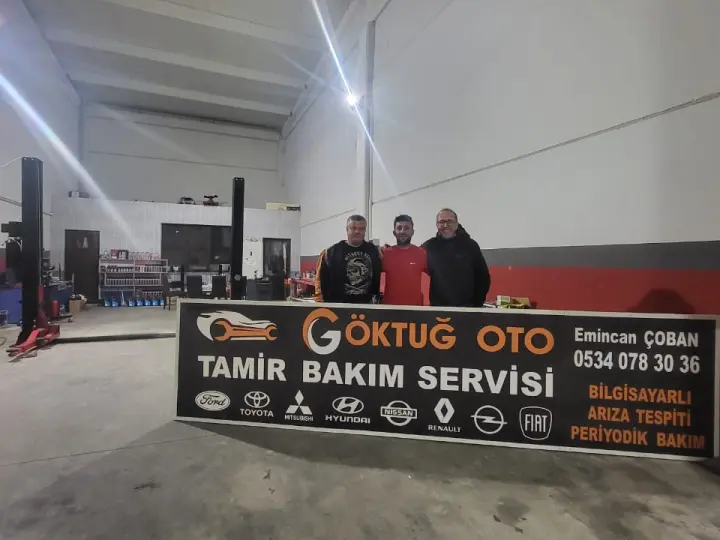 GÖKTUĞ OTO
TAMİR BAKIM SERVİSİ
Ford
TOYOTA
MITSUBISHI
HYUNDAI
NISSAN
RENAULT
FIAT
Emincan ÇOBAN
0534 078 30 36
BİLGİSAYARLI
ARIZA TESPİTİ
PERİYODİK BAKIM